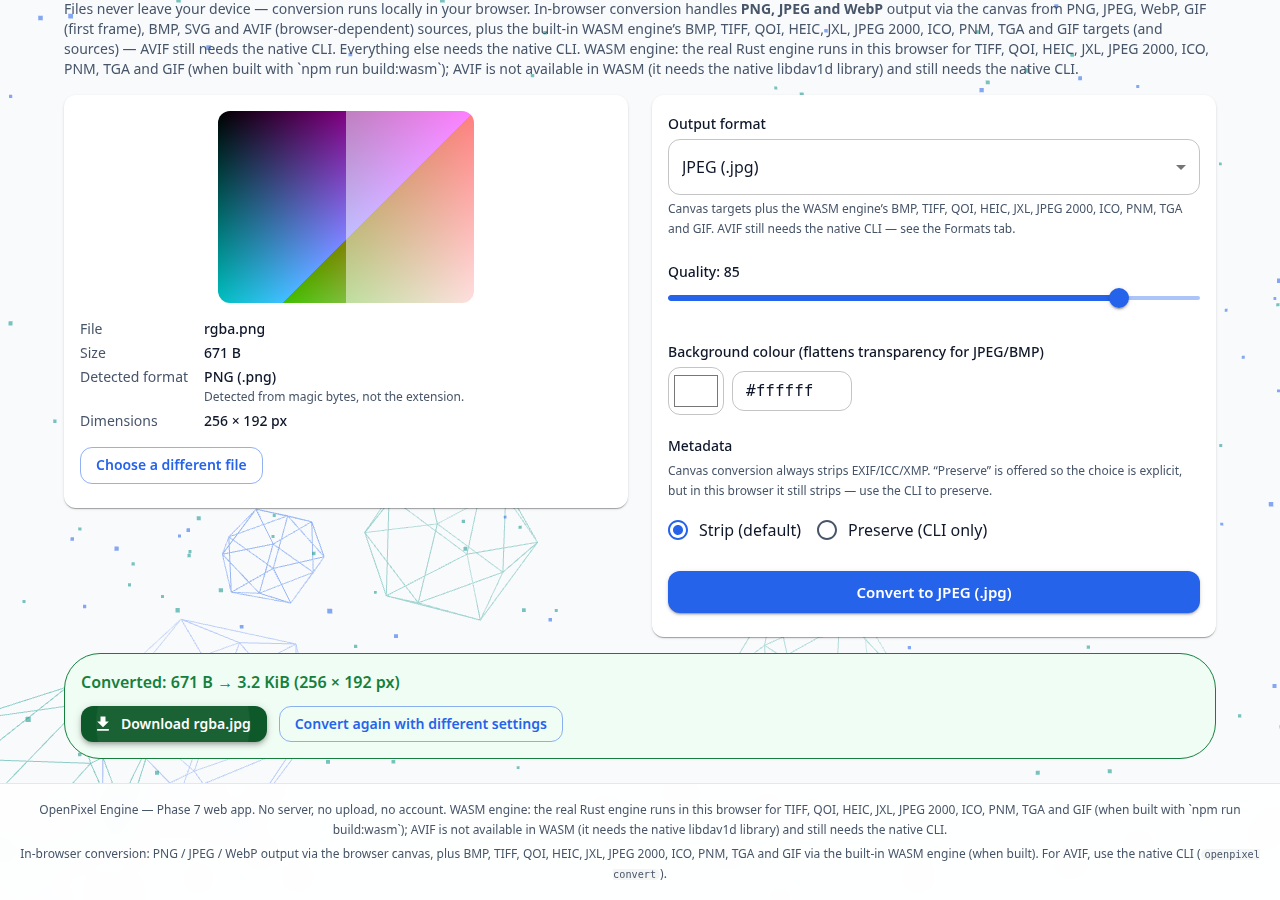 Files never leave your device — conversion runs locally in your browser. In-browser conversion handles PNG, JPEG and WebP output via the canvas from PNG, JPEG, WebP, GIF
(first frame), BMP, SVG and AVIF (browser-dependent) sources, plus the built-in WASM engine’s BMP, TIFF, QOI, HEIC, JXL, JPEG 2000, ICO, PNM, TGA and GIF targets (and
sources) — AVIF still needs the native CLI. Everything else needs the native CLI. WASM engine: the real Rust engine runs in this browser for TIFF, QOI, HEIC, JXL, JPEG 2000, ICO,
PNM, TGA and GIF (when built with `npm run build:wasm`); AVIF is not available in WASM (it needs the native libdav1d library) and still needs the native CLI.
File rgba.png
Size 671 B
Detected format PNG (.png)
Detected from magic bytes, not the extension.
Dimensions 256 × 192 px
Choose a different file
Output format
JPEG (.jpg)
Canvas targets plus the WASM engine’s BMP, TIFF, QOI, HEIC, JXL, JPEG 2000, ICO, PNM, TGA
and GIF. AVIF still needs the native CLI — see the Formats tab.
Quality: 85
Background colour (flattens transparency for JPEG/BMP)
#ffffff
Metadata
Canvas conversion always strips EXIF/ICC/XMP. “Preserve” is offered so the choice is explicit,
but in this browser it still strips — use the CLI to preserve.
Strip (default) Preserve (CLI only)
Convert to JPEG (.jpg)
Converted: 671 B → 3.2 KiB (256 × 192 px)
Download rgba.jpg Convert again with different settings
OpenPixel Engine — Phase 7 web app. No server, no upload, no account. WASM engine: the real Rust engine runs in this browser for TIFF, QOI, HEIC, JXL, JPEG 2000, ICO, PNM, TGA and GIF (when built with `npm run
build:wasm`); AVIF is not available in WASM (it needs the native libdav1d library) and still needs the native CLI.
In-browser conversion: PNG / JPEG / WebP output via the browser canvas, plus BMP, TIFF, QOI, HEIC, JXL, JPEG 2000, ICO, PNM, TGA and GIF via the built-in WASM engine (when built). For AVIF, use the native CLI ( openpixel
convert ).